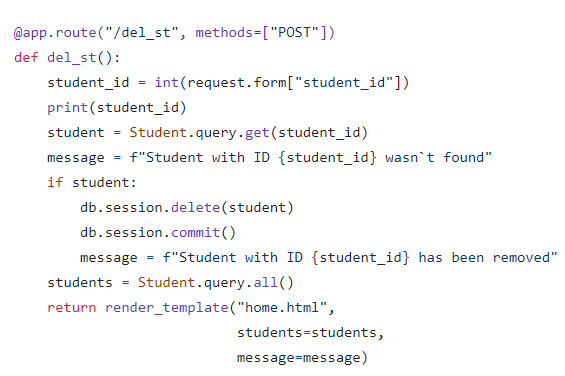 @app.route("/del_st", methods=["POST"])
def del_st():
    student_id = int(request.form["student_id"])
    print(student_id)
    student = Student.query.get(student_id)
    message = f"Student with ID {student_id} wasn`t found"
    if student:
        db.session.delete(student)
        db.session.commit()
        message = f"Student with ID {student_id} has been removed"
    students = Student.query.all()
    return render_template("home.html",
                           students=students,
                           message=message)